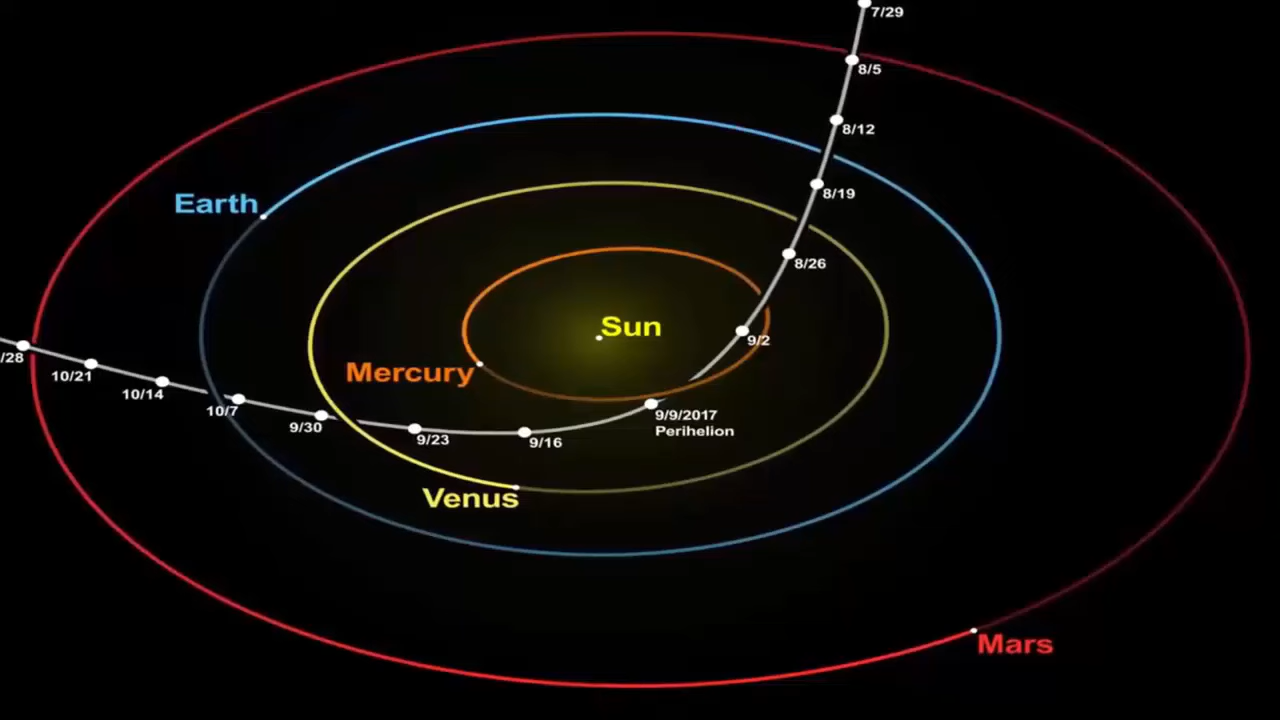 7/29
8/5
8/12
8/19
Earth
8/26
Sun
9/2
/28
Mercury
10/21
10/14
10/7
9/9/2017
Perihelion
9/30
9/23
9/16
Venus
Mars